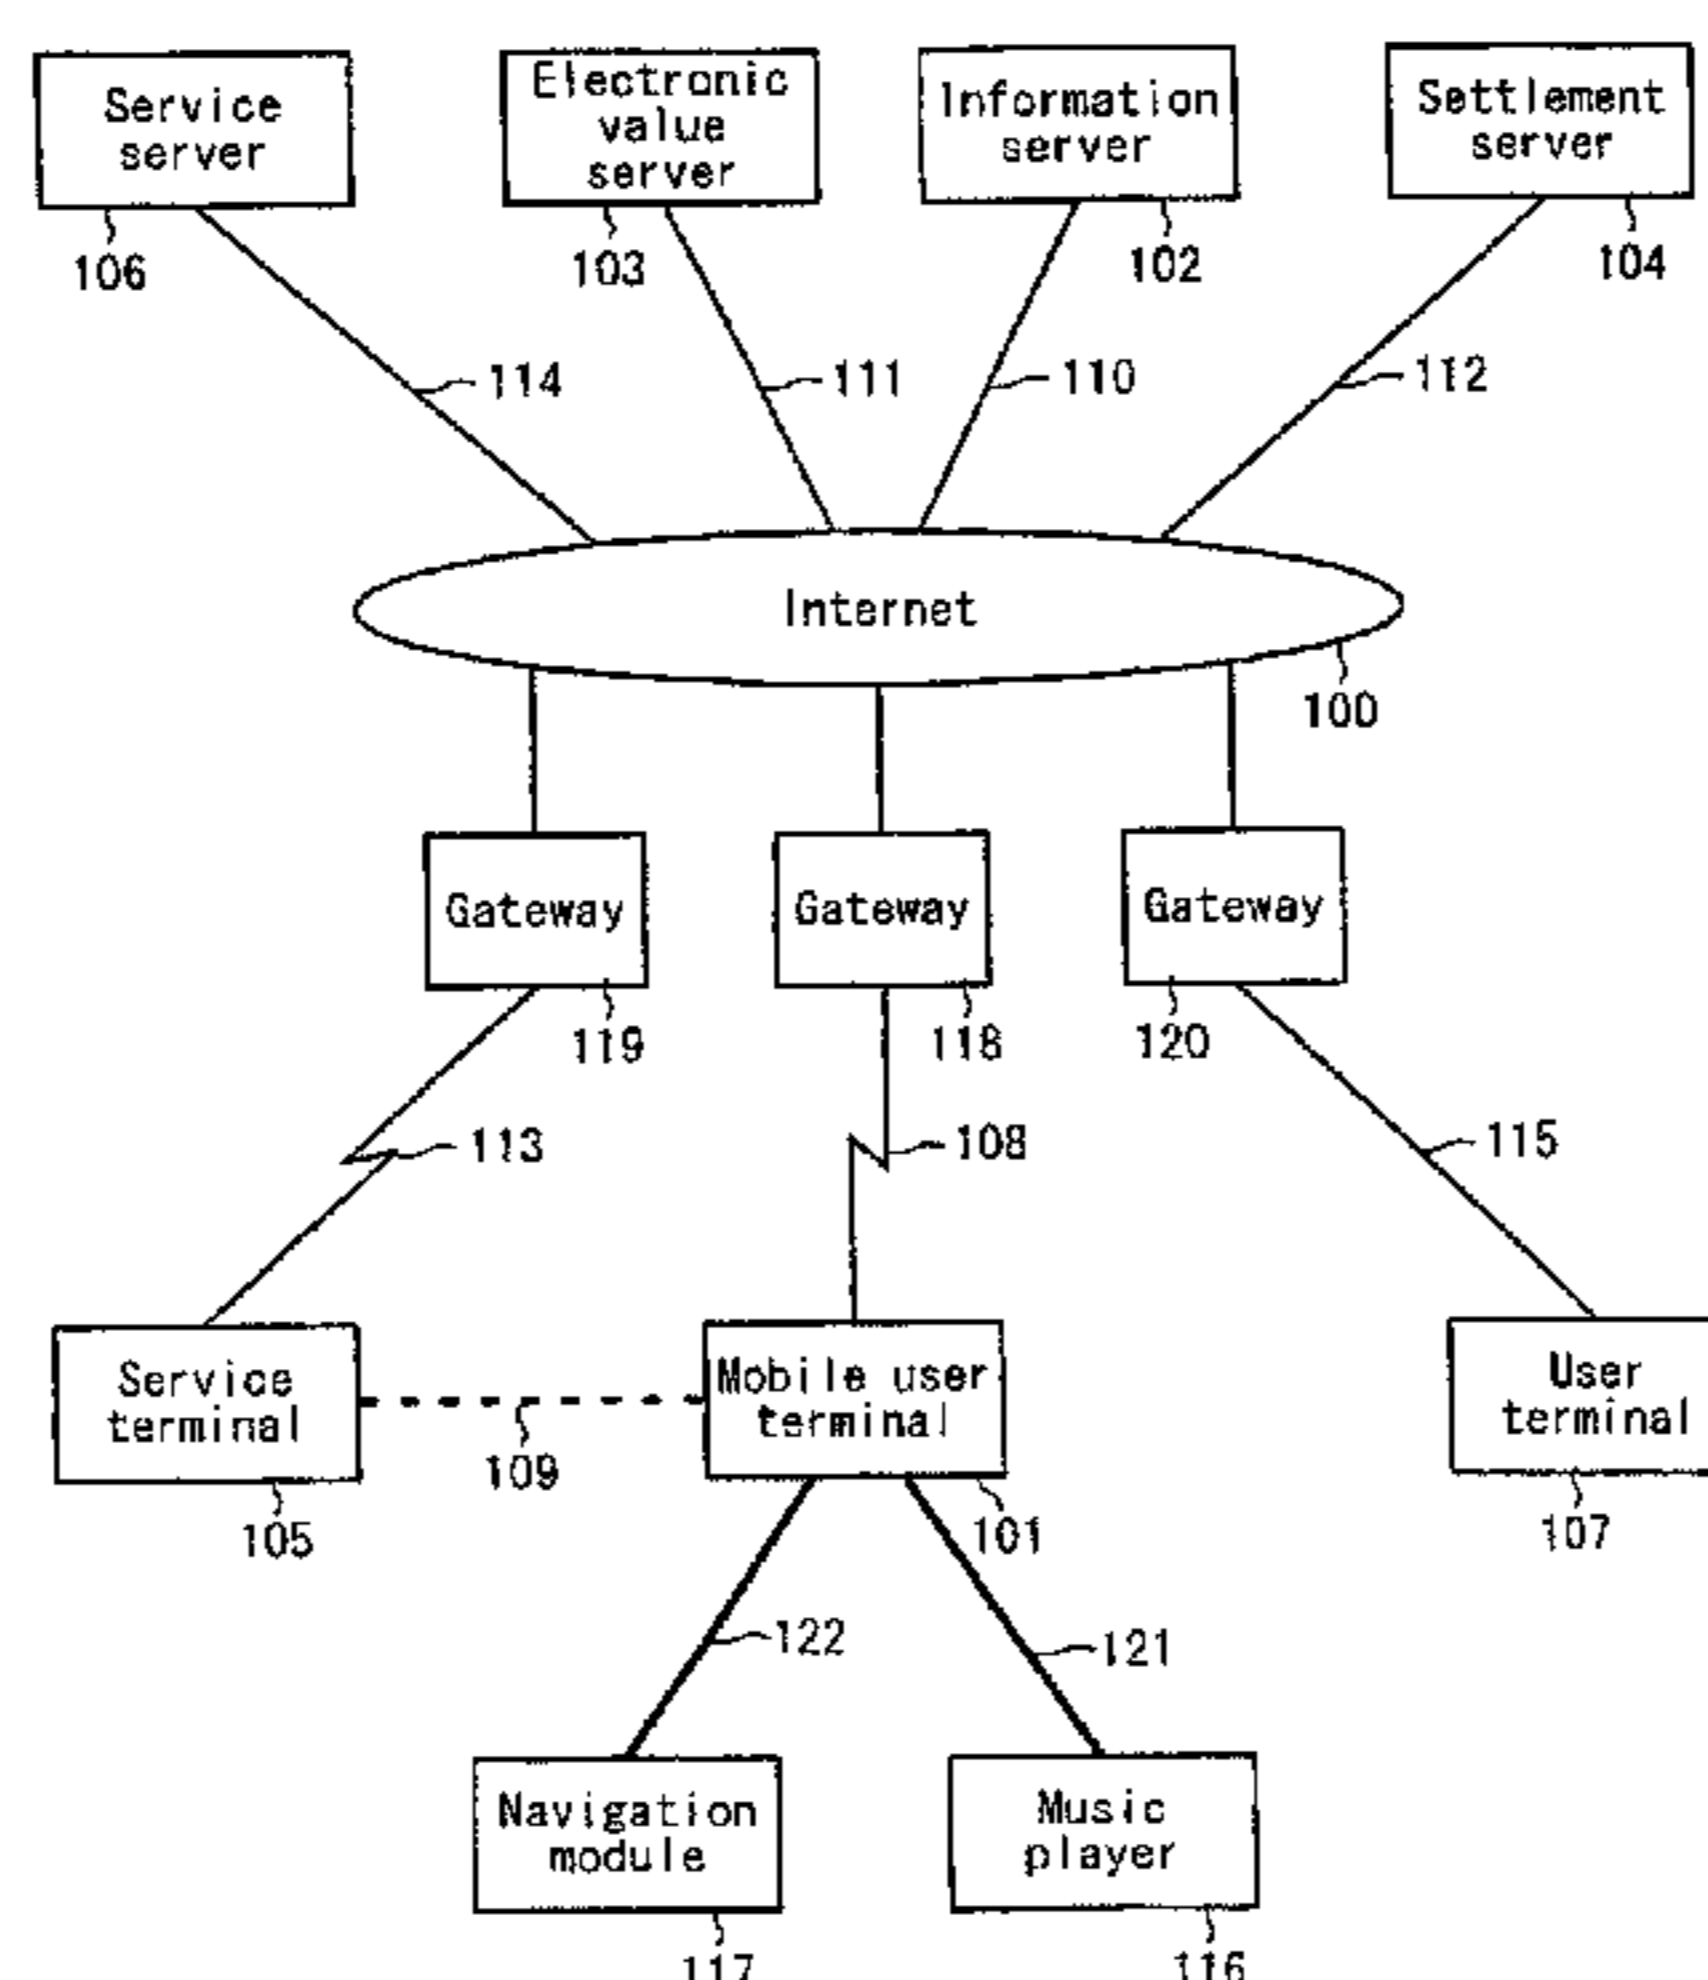 Service
server
Electronic
value
server
Information
server
Settlement
server
106
103
102
104
114
111
110
112
Internet
100
Gateway
Gateway
Gateway
119
118
120
113
108
115
Service
terminal
Mobile user
terminal
User
terminal
109
105
101
107
122
121
Navigation
module
Music
player
117
116